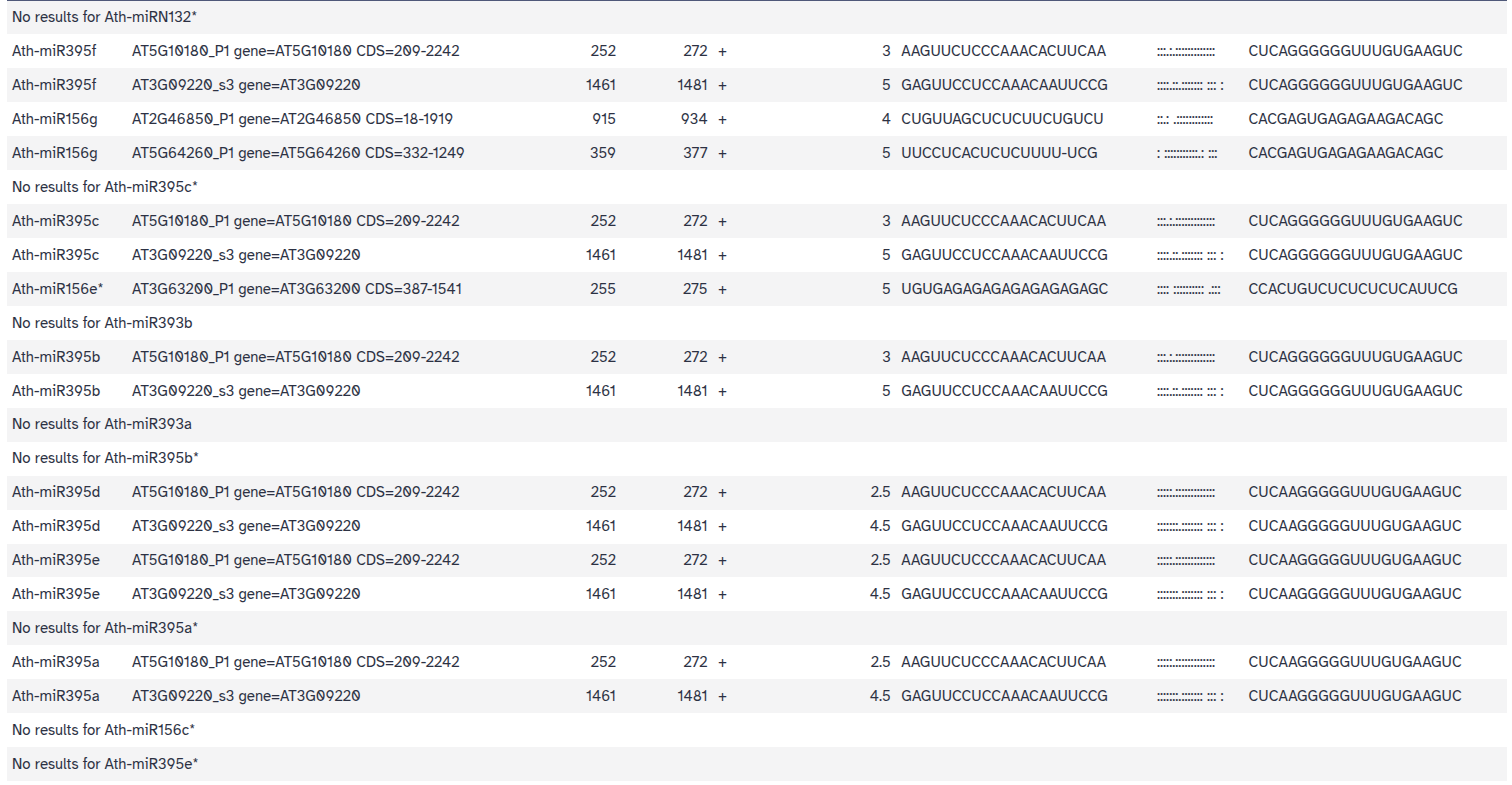 No results for Ath-miRN132*
Ath-miR395f AT5G10180_P1 gene=AT5G10180 CDS=209-2242 252 272 + 3 AAGUUCUCCCAAACACUUCAA ::::.:.:::::::::::::: CUCAGGGGGGUUUGUGAAGUC
Ath-miR395f AT3G09220_s3 gene=AT3G09220 1461 1481 + 5 GAGUUCCUCCAAACAAUUCCG :::::.::.::::::: ::: : CUCAGGGGGGUUUGUGAAGUC
Ath-miR156g AT2G46850_P1 gene=AT2G46850 CDS=18-1919 915 934 + 4 CUGUUAGCUCUCUUCUGUCU ::.: .:::::::::::: CACGAGUGAGAGAAGACAGC
Ath-miR156g AT5G64260_P1 gene=AT5G64260 CDS=332-1249 359 377 + 5 UUCCUCACUCUCUUUU-UCG : :::::::::::: : ::: CACGAGUGAGAGAAGACAGC
No results for Ath-miR395c*
Ath-miR395c AT5G10180_P1 gene=AT5G10180 CDS=209-2242 252 272 + 3 AAGUUCUCCCAAACACUUCAA ::::.:.:::::::::::::: CUCAGGGGGGUUUGUGAAGUC
Ath-miR395c AT3G09220_s3 gene=AT3G09220 1461 1481 + 5 GAGUUCCUCCAAACAAUUCCG :::::.::.::::::: ::: : CUCAGGGGGGUUUGUGAAGUC
Ath-miR156e* AT3G63200_P1 gene=AT3G63200 CDS=387-1541 255 275 + 5 UGUGAGAGAGAGAGAGAGAGC :::: :::::::::: .:::: CCACUGUCUCUCUCUCAUUCG
No results for Ath-miR393b
Ath-miR395b AT5G10180_P1 gene=AT5G10180 CDS=209-2242 252 272 + 3 AAGUUCUCCCAAACACUUCAA ::::.:.:::::::::::::: CUCAGGGGGGUUUGUGAAGUC
Ath-miR395b AT3G09220_s3 gene=AT3G09220 1461 1481 + 5 GAGUUCCUCCAAACAAUUCCG :::::.::.::::::: ::: : CUCAGGGGGGUUUGUGAAGUC
No results for Ath-miR393a
No results for Ath-miR395b*
Ath-miR395d AT5G10180_P1 gene=AT5G10180 CDS=209-2242 252 272 + 2.5 AAGUUCUCCCAAACACUUCAA :::::.:::::::::::::: CUCAAGGGGGUUUGUGAAGUC
Ath-miR395d AT3G09220_s3 gene=AT3G09220 1461 1481 + 4.5 GAGUUCCUCCAAACAAUUCCG ::::::::.::::::: ::: : CUCAAGGGGGUUUGUGAAGUC
Ath-miR395e AT5G10180_P1 gene=AT5G10180 CDS=209-2242 252 272 + 2.5 AAGUUCUCCCAAACACUUCAA :::::.:::::::::::::: CUCAAGGGGGUUUGUGAAGUC
Ath-miR395e AT3G09220_s3 gene=AT3G09220 1461 1481 + 4.5 GAGUUCCUCCAAACAAUUCCG ::::::::.::::::: ::: : CUCAAGGGGGUUUGUGAAGUC
No results for Ath-miR395a*
Ath-miR395a AT5G10180_P1 gene=AT5G10180 CDS=209-2242 252 272 + 2.5 AAGUUCUCCCAAACACUUCAA :::::.:::::::::::::: CUCAAGGGGGUUUGUGAAGUC
Ath-miR395a AT3G09220_s3 gene=AT3G09220 1461 1481 + 4.5 GAGUUCCUCCAAACAAUUCCG ::::::::.::::::: ::: : CUCAAGGGGGUUUGUGAAGUC
No results for Ath-miR156c*
No results for Ath-miR395e*